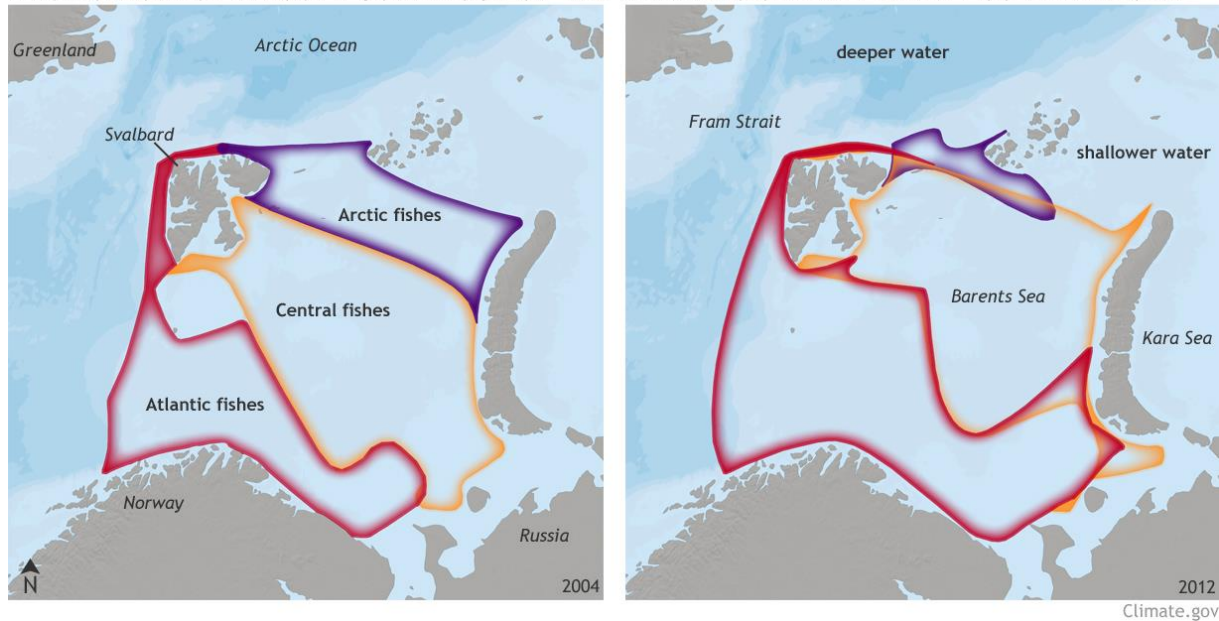 Greenland
Arctic Ocean
Svalbard
Arctic fishes
Central fishes
Atlantic fishes
Norway
Russia
N
2004
deeper water
Fram Strait
shallower water
Barents Sea
Kara Sea
2012
Climate.gov